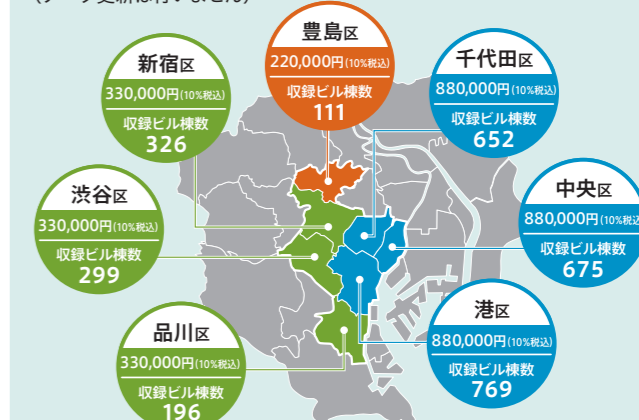 豊島区
220,000円(10%税込)
収録ビル棟数
111
新宿区
330,000円(10%税込)
収録ビル棟数
326
千代田区
880,000円(10%税込)
収録ビル棟数
652
渋谷区
330,000円(10%税込)
収録ビル棟数
299
中央区
880,000円(10%税込
収録ビル棟数
675
品川区
330,000円(10%税込)
収録ビル棟数
196
港区
880,000円(10%税込)
収録ビル棟数
769